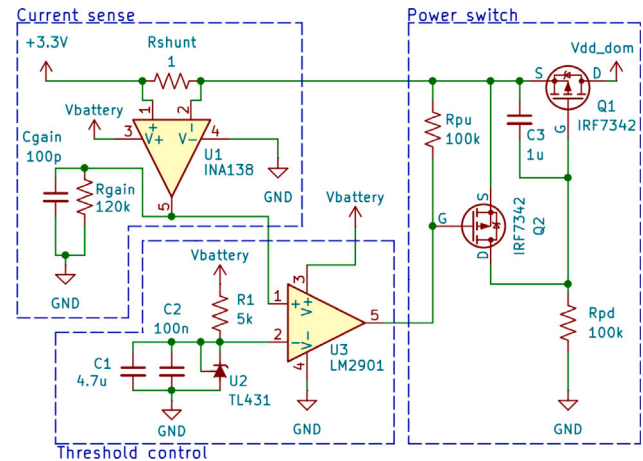 Current sense
Power switch
+3.3V
Rshunt
1
Vdd_dom
S
D
Q1
IRF7342
G
1
2
+
-
Vbattery
3
V+
V-
4
U1
INA138
5
GND
Cgain
100p
Rgain
120k
GND
Rpu
100k
C3
1u
S
G
D
IRF7342
Q2
Vbattery
Vbattery
R1
5k
C2
100n
C1
4.7u
U2
TL431
GND
3
1
+
V+
2
-
V-
4
5
U3
LM2901
GND
Rpd
100k
GND
Threshold control